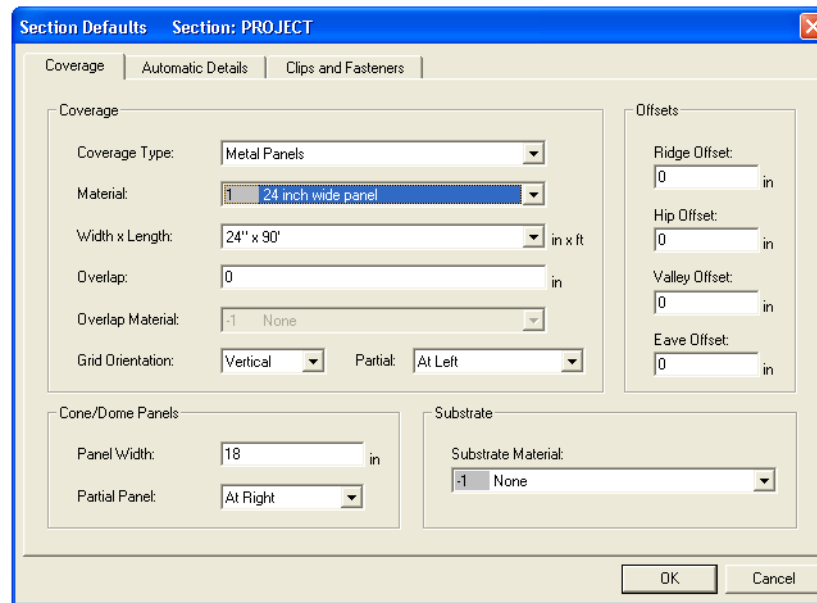 Section Defaults Section: PROJECT
Coverage Automatic Details Clips and Fasteners
Coverage
Coverage Type: Metal Panels
Material: 1 24 inch wide panel
Width x Length: 24" x 90' in x ft
Overlap: 0 in
Overlap Material: -1 None
Grid Orientation: Vertical Partial: At Left
Offsets
Ridge Offset:
0 in
Hip Offset:
0 in
Valley Offset:
0 in
Eave Offset:
0 in
Cone/Dome Panels
Panel Width: 18 in
Partial Panel: At Right
Substrate
Substrate Material:
-1 None
OK Cancel